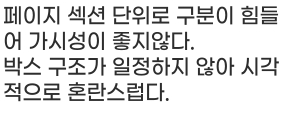 페이지 섹션 단위로 구분이 힘들
어 가시성이 좋지않다.
박스 구조가 일정하지 않아 시각
적으로 혼란스럽다.